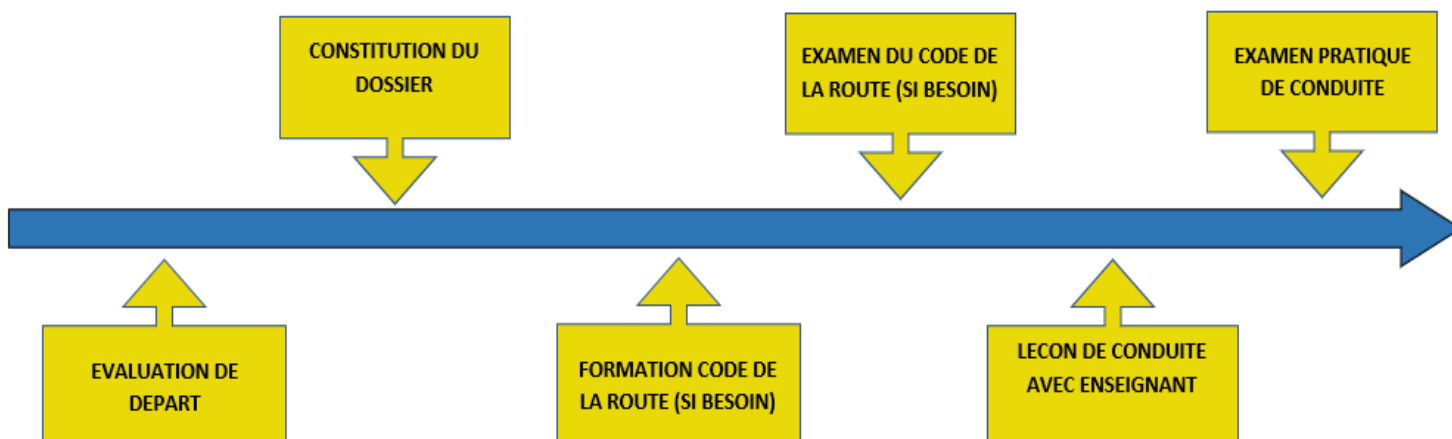 CONSTITUTION DU
DOSSIER
EXAMEN DU CODE DE
LA ROUTE (SI BESOIN)
EXAMEN PRATIQUE
DE CONDUITE
EVALUATION DE
DEPART
FORMATION CODE DE
LA ROUTE (SI BESOIN)
LECON DE CONDUITE
AVEC ENSEIGNANT